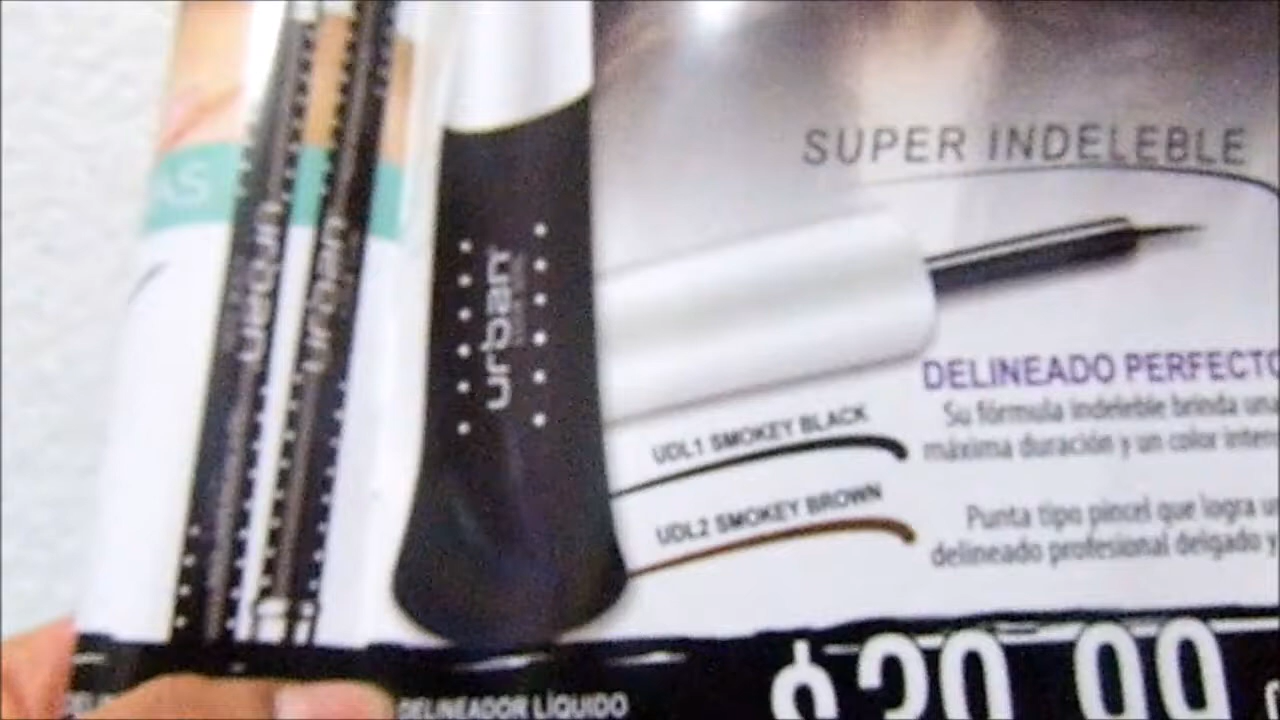 AS
urban
urban
urban
SUPER INDELEBLE
DELINEADO PERFECTO
Su fórmula indeleble brinda una
máxima duración y un color inten
UDL1 SMOKEY BLACK
UDL2 SMOKEY BROWN
Punta tipo pincel que logra u
delineado profesional delgado y
DELINEADOR LÍQUIDO